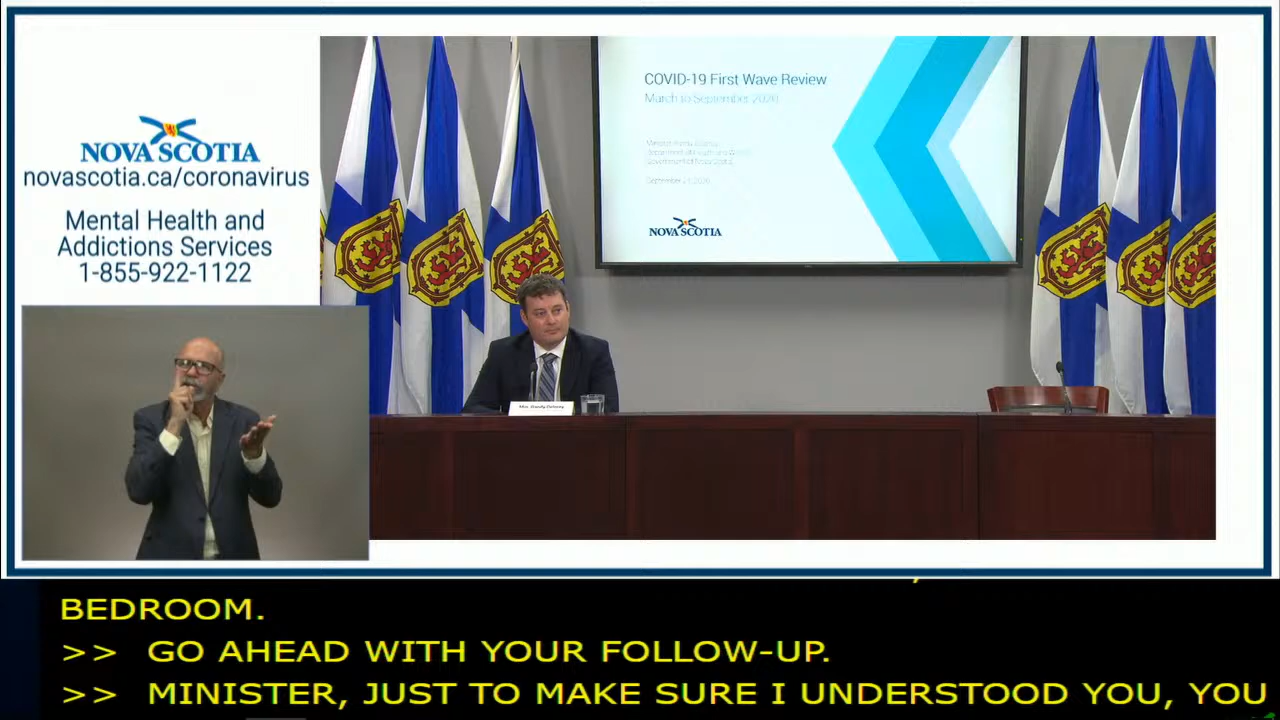 NOVA SCOTIA
novascotia.ca/coronavirus
Mental Health and
Addictions Services
1-855-922-1122
COVID-19 First Wave Review
March to September 2020
NOVA SCOTIA
BEDROOM.
>> GO AHEAD WITH YOUR FOLLOW-UP.
>> MINISTER, JUST TO MAKE SURE I UNDERSTOOD YOU, YOU